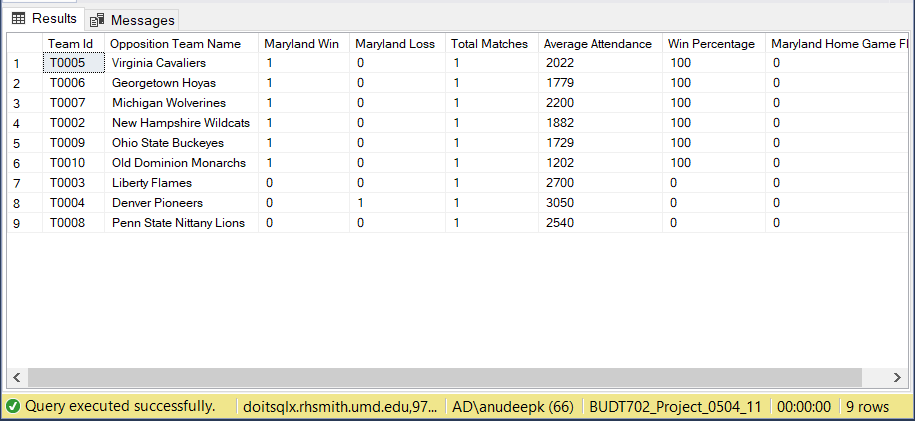 Results Messages
Team Id Opposition Team Name Maryland Win Maryland Loss Total Matches Average Attendance Win Percentage Maryland Home Game Fl
1 T0005 Virginia Cavaliers 1 0 1 2022 100 0
2 T0006 Georgetown Hoyas 1 0 1 1779 100 0
3 T0007 Michigan Wolverines 1 0 1 2200 100 0
4 T0002 New Hampshire Wildcats 1 0 1 1882 100 0
5 T0009 Ohio State Buckeyes 1 0 1 1729 100 0
6 T0010 Old Dominion Monarchs 1 0 1 1202 100 0
7 T0003 Liberty Flames 0 0 1 2700 0 0
8 T0004 Denver Pioneers 0 1 1 3050 0 0
9 T0008 Penn State Nittany Lions 0 0 1 2540 0 0
Query executed successfully. doitsqlx.rhsmith.umd.edu,97... AD\anudeepk (66) BUDT702_Project_0504_11 00:00:00 9 rows